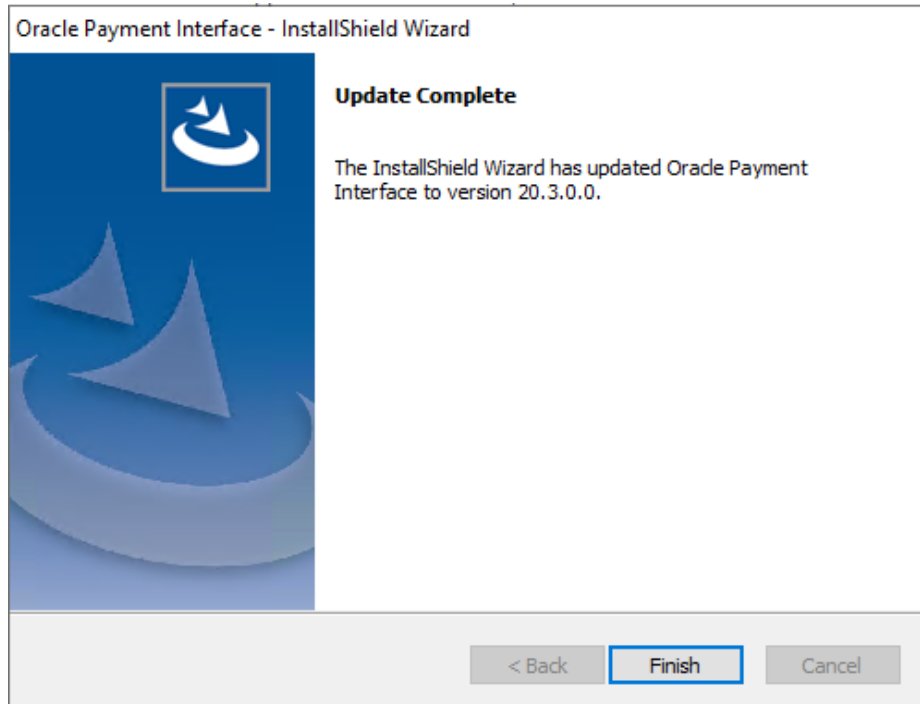 Oracle Payment Interface - InstallShield Wizard
Update Complete
The InstallShield Wizard has updated Oracle Payment
Interface to version 20.3.0.0.
< Back
Finish
Cancel